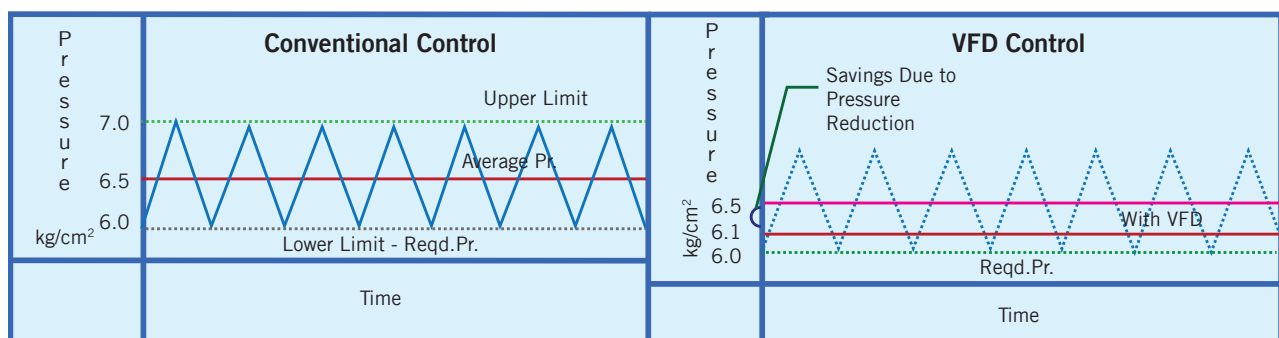 Conventional Control
Pressure
kg/cm²
7.0
6.5
6.0
Upper Limit
Average Pr.
Lower Limit - Reqd.Pr.
Time
VFD Control
Pressure
kg/cm²
Savings Due to
Pressure
Reduction
6.5
6.1
6.0
With VFD
Reqd.Pr.
Time